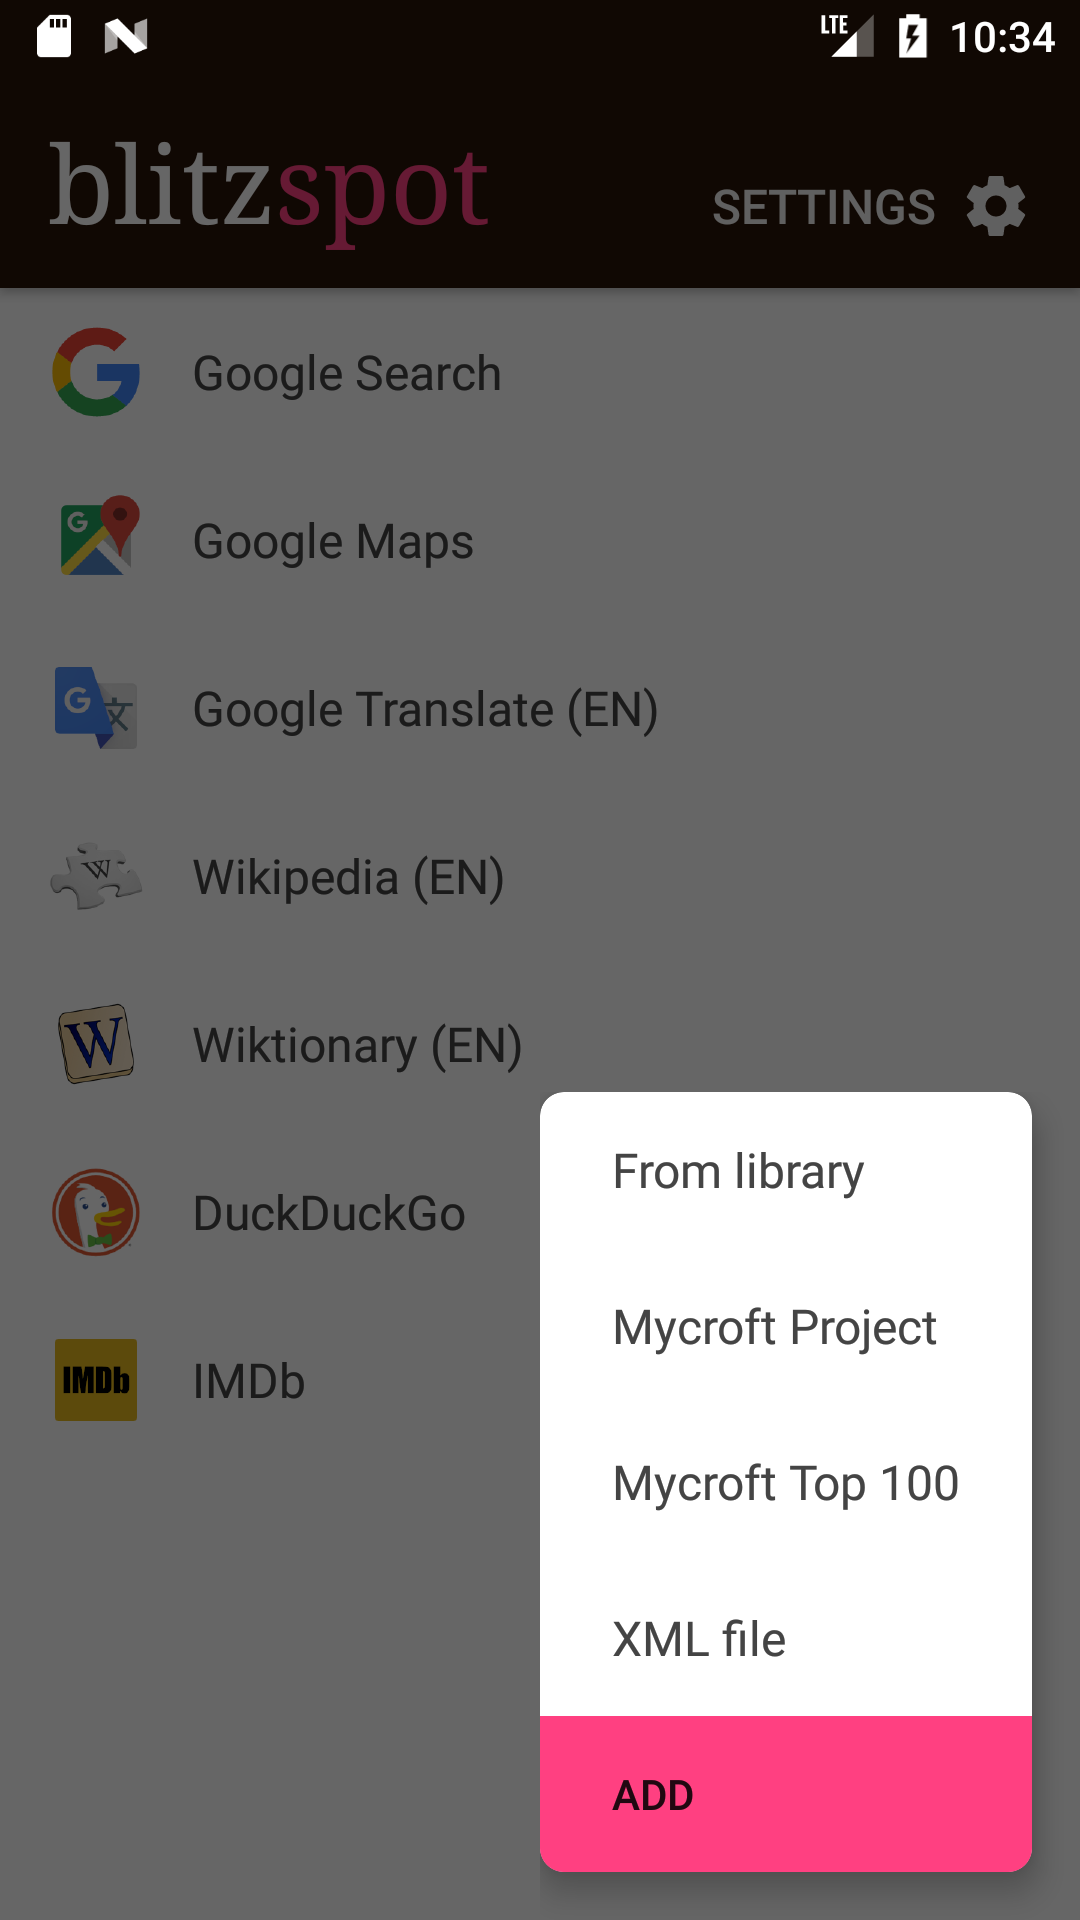 LTE 10:34
blitzspot SETTINGS
Google Search
Google Maps
Google Translate (EN)
Wikipedia (EN)
Wiktionary (EN)
DuckDuckGo
IMDb IMDb
From library
Mycroft Project
Mycroft Top 100
XML file
ADD